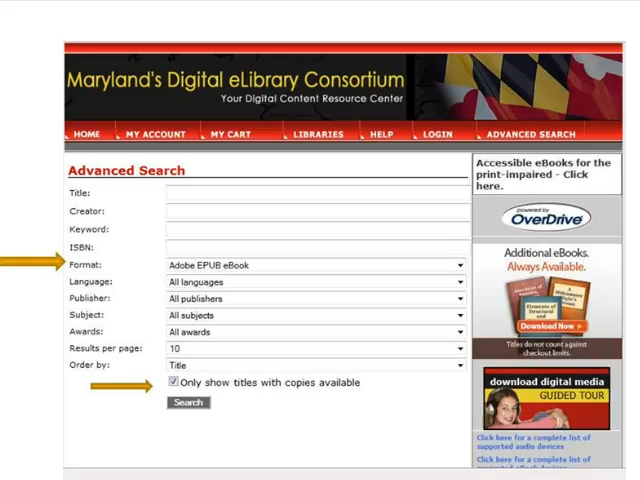 Maryland's Digital eLibrary Consortium
Your Digital Content Resource Center
HOME MY ACCOUNT MY CART LIBRARIES HELP LOGIN ADVANCED SEARCH
Advanced Search
Title:
Creator:
Keyword:
ISBN:
Format: Adobe EPUB eBook
Language: All languages
Publisher: All publishers
Subject: All subjects
Awards: All awards
Results per page: 10
Order by: Title
Only show titles with copies available
Search
Accessible eBooks for the
print-impaired - Click
here.
powered by
OverDrive
Additional eBooks.
Always Available.
Elements of
Structural
and
Download Now
Titles do not count against
checkout limits.
download digital media
GUIDED TOUR
Click here for a complete list of
supported audio devices
Click here for a complete list of